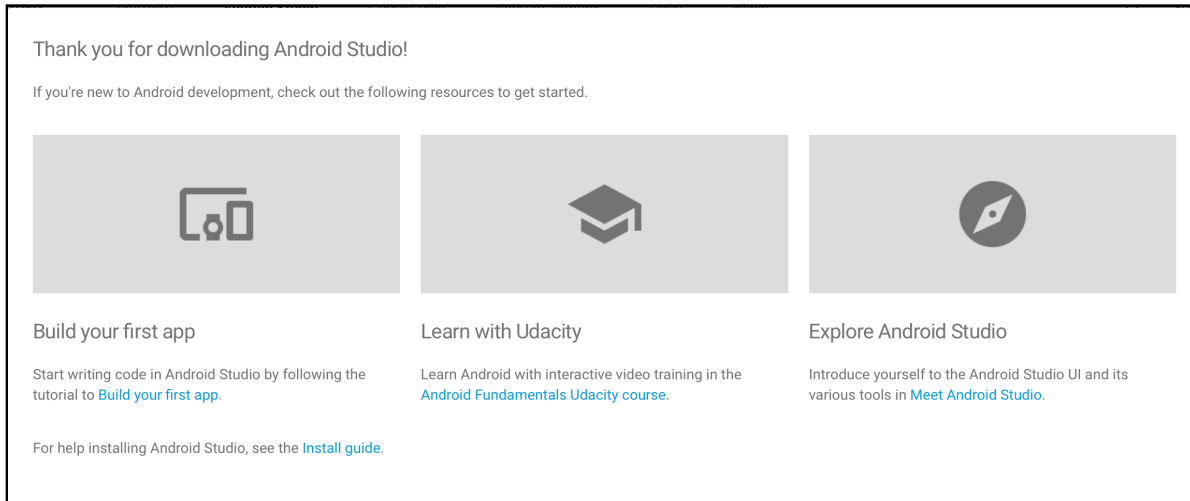 Thank you for downloading Android Studio!
If you're new to Android development, check out the following resources to get started.
Build your first app
Start writing code in Android Studio by following the
tutorial to Build your first app.
Learn with Udacity
Learn Android with interactive video training in the
Android Fundamentals Udacity course.
Explore Android Studio
Introduce yourself to the Android Studio UI and its
various tools in Meet Android Studio.
For help installing Android Studio, see the Install guide.